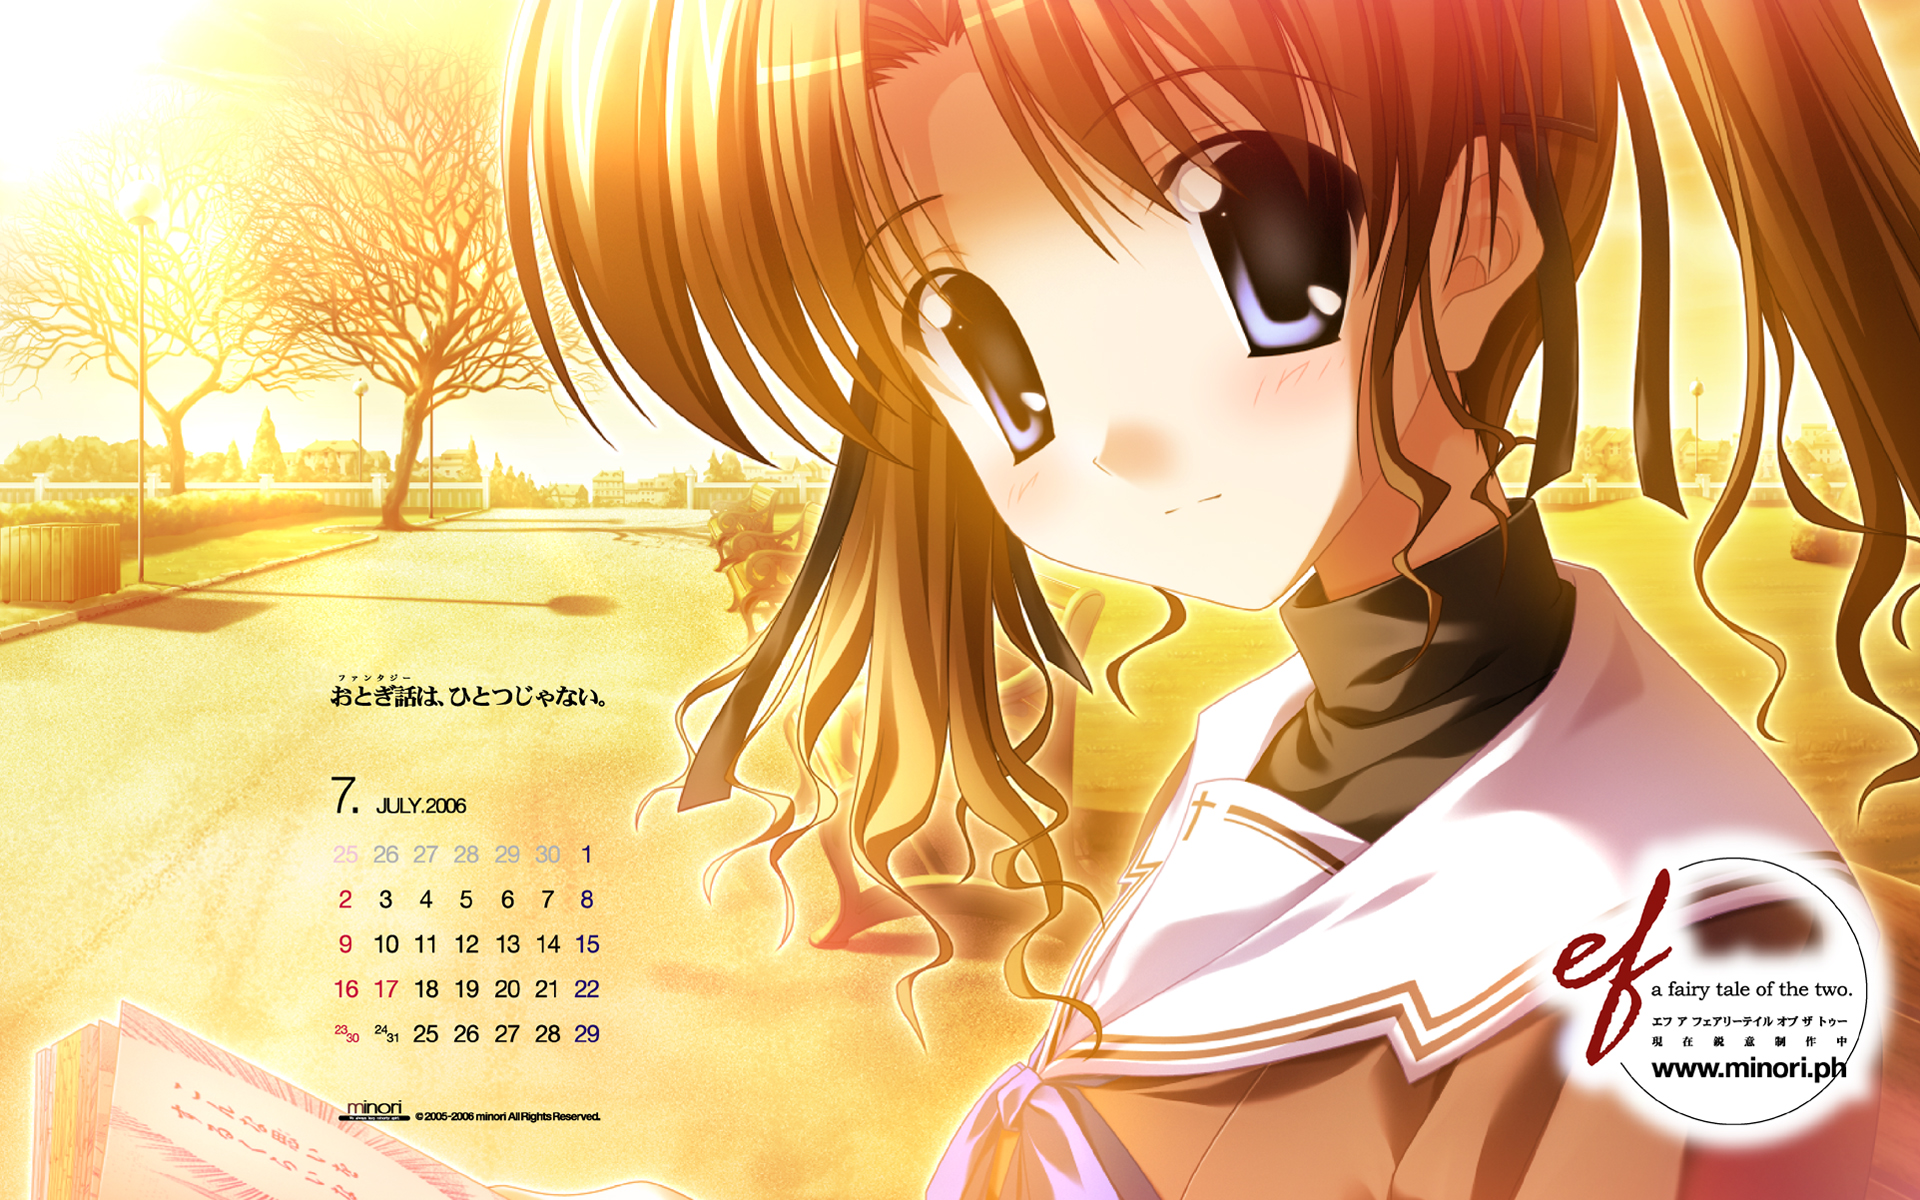 ファンタジー
おとぎ話は、ひとつじゃない。
7. JULY.2006
25 26 27 28 29 30 1
2 3 4 5 6 7 8
9 10 11 12 13 14 15
16 17 18 19 20 21 22
23/30 24/31 25 26 27 28 29
minori
© 2005-2006 minori All Rights Reserved.
ef
a fairy tale of the two.
エフ ア フェアリーテイル オブ ザ トゥー
現在鋭意制作中
www.minori.ph